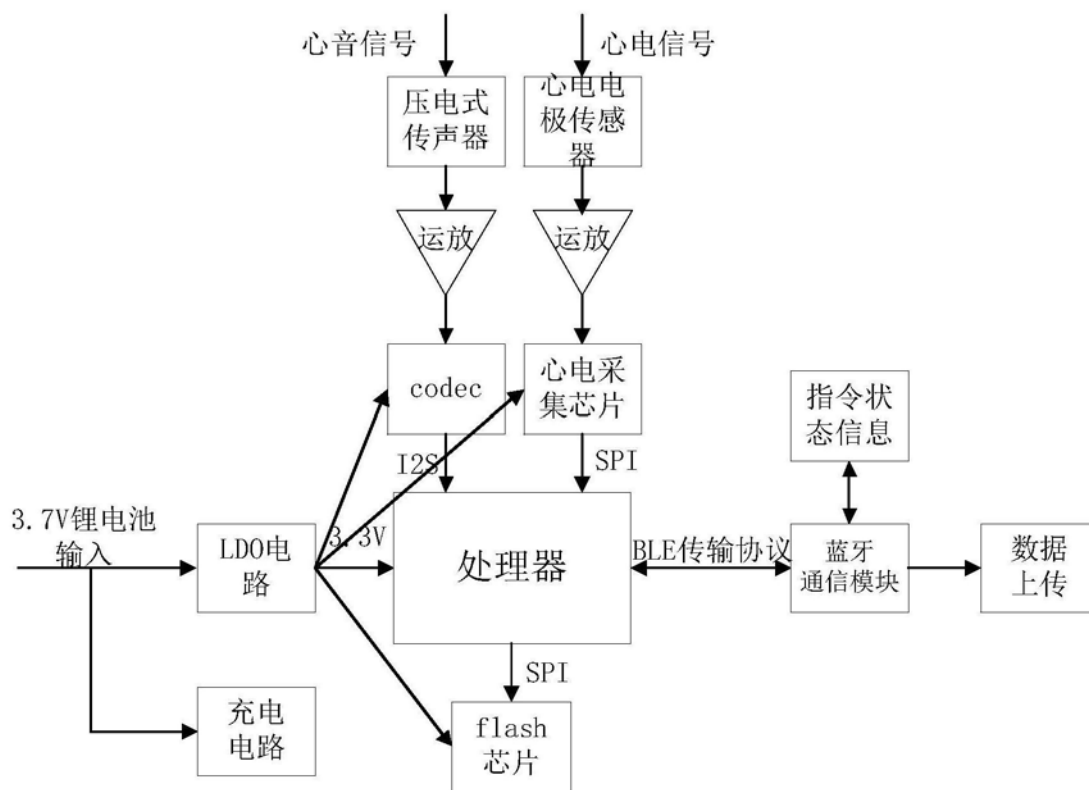 心音信号
心电信号
压电式
传声器
心电电
极传感
器
运放
运放
codec
心电采
集芯片
指令状
态信息
I2S
SPI
3.7V锂电池
输入
LDO电
路
3.3V
处理器
BLE传输协议
蓝牙
通信模块
数据
上传
SPI
充电
电路
flash
芯片